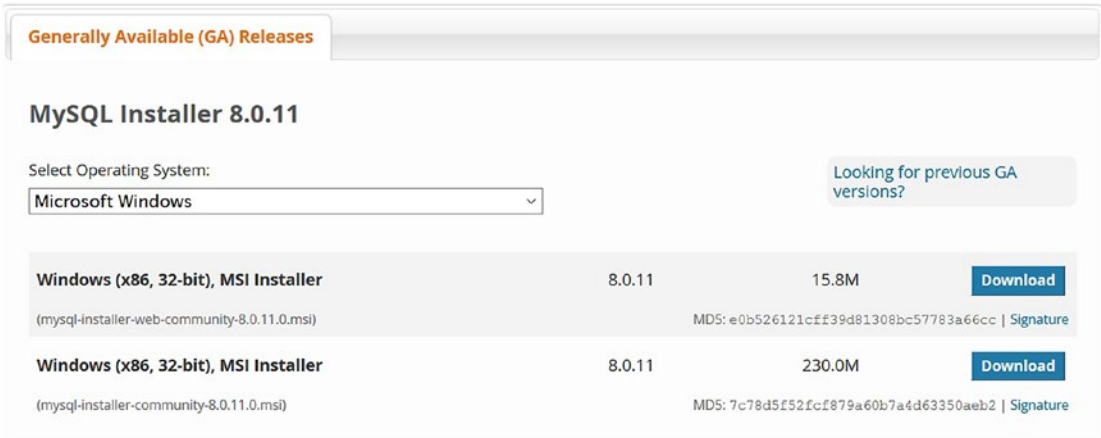 Generally Available (GA) Releases
MySQL Installer 8.0.11
Select Operating System:
Microsoft Windows
Looking for previous GA
versions?
Windows (x86, 32-bit), MSI Installer 8.0.11 15.8M Download
(mysql-installer-web-community-8.0.11.0.msi) MD5: e0b526121cff39d81308bc57783a66cc | Signature
Windows (x86, 32-bit), MSI Installer 8.0.11 230.0M Download
(mysql-installer-community-8.0.11.0.msi) MD5: 7c78d5f52fcf879a60b7a4d63350aeb2 | Signature